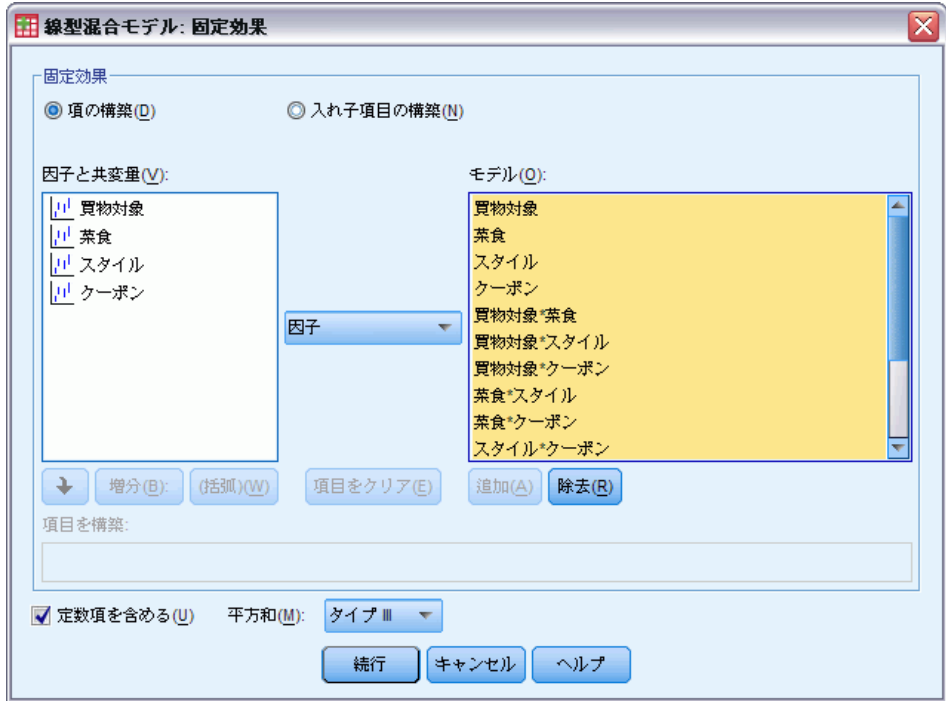 線型混合モデル: 固定効果
固定効果
項の構築(D)
入れ子項目の構築(N)
因子と共変量(V):
買物対象
菜食
スタイル
クーポン
因子
モデル(O):
買物対象
菜食
スタイル
クーポン
買物対象*菜食
買物対象*スタイル
買物対象*クーポン
菜食*スタイル
菜食*クーポン
スタイル*クーポン
増分(B):
(括弧)(W)
項目をクリア(E)
追加(A)
除去(R)
項目を構築:
定数項を含める(U)
平方和(M):
タイプ III
続行
キャンセル
ヘルプ